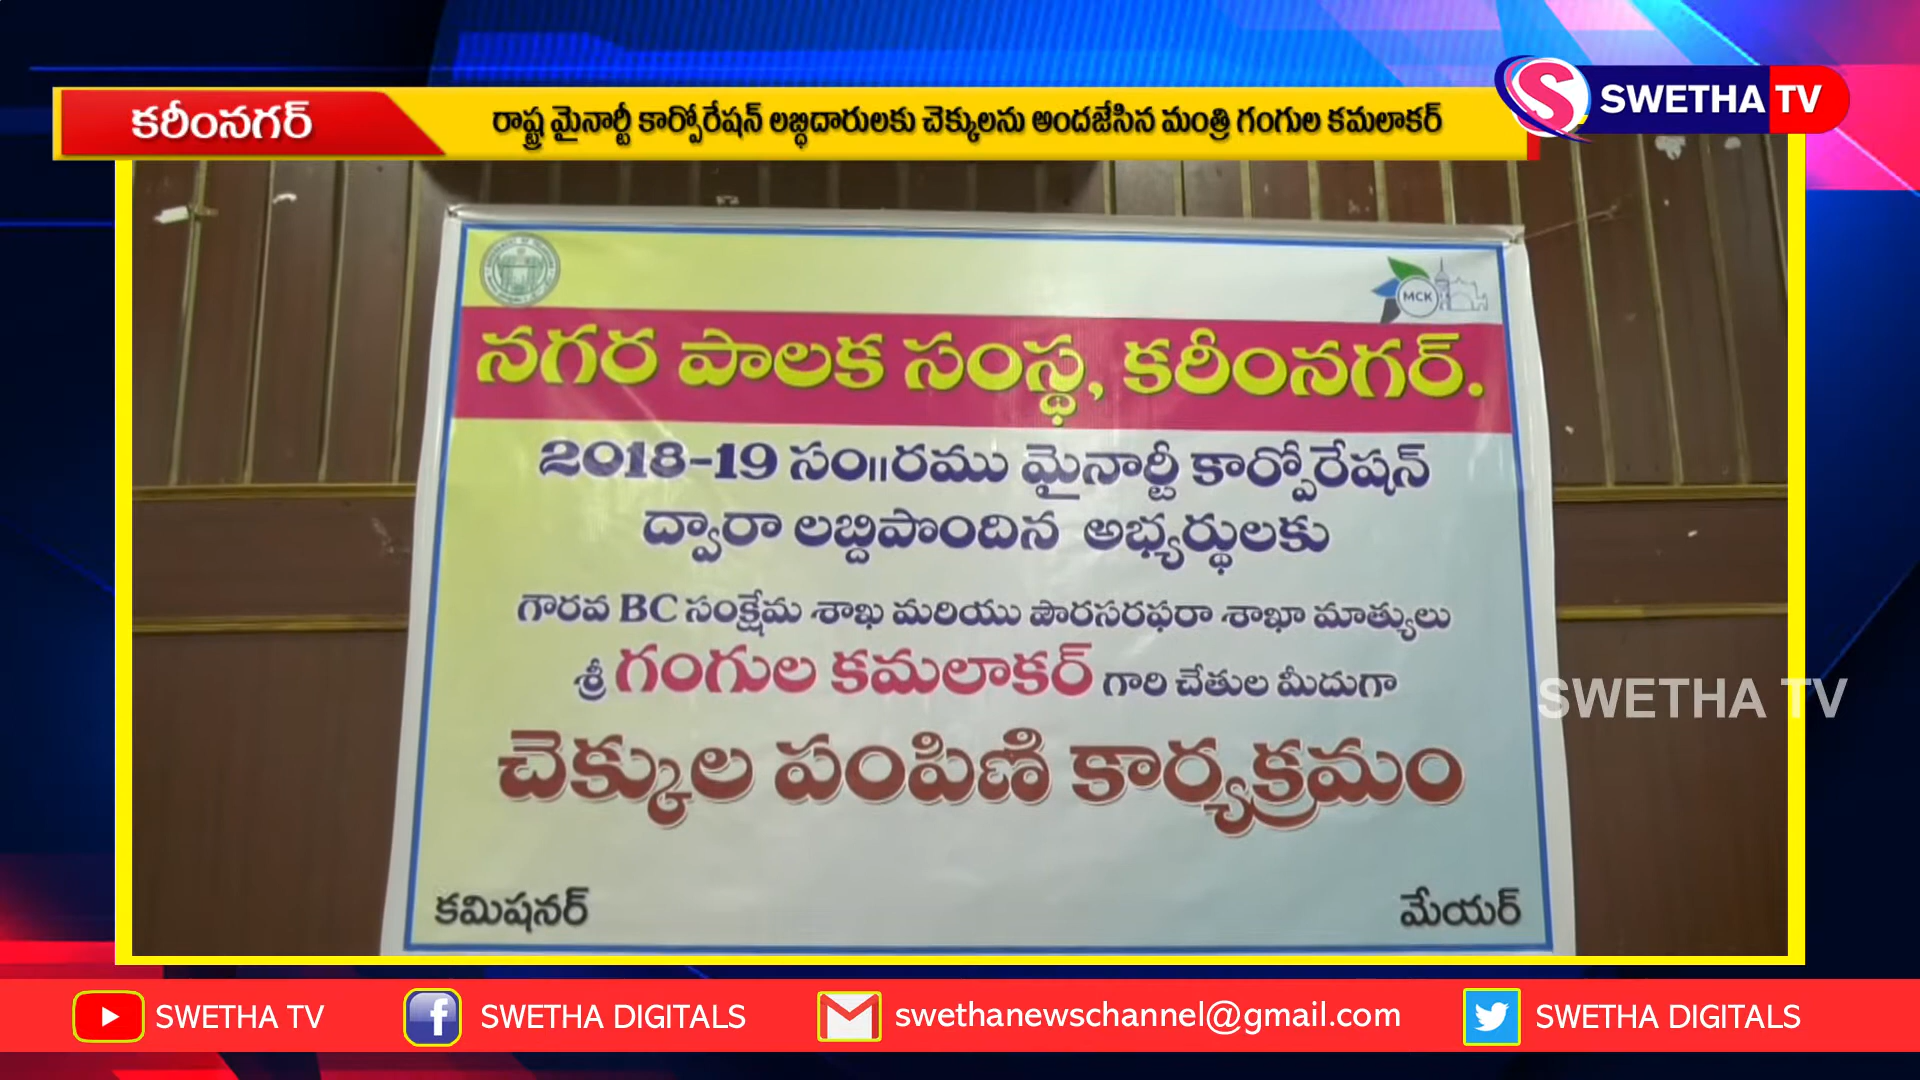 కరీంనగర్
రాష్ట్ర మైనార్టీ కార్పోరేషన్ లబ్ధిదారులకు చెక్కులను అందజేసిన మంత్రి గంగుల కమలాకర్
S SWETHA TV
MCK
నగర పాలక సంస్థ, కరీంనగర్.
2018-19 సం॥రము మైనార్టీ కార్పోరేషన్
ద్వారా లబ్దిపొందిన అభ్యర్థులకు
గౌరవ BC సంక్షేమ శాఖ మరియు పౌరసరఫరా శాఖా మాత్యులు
శ్రీ గంగుల కమలాకర్ గారి చేతుల మీదుగా
SWETHA TV
చెక్కుల పంపిణి కార్యక్రమం
కమిషనర్ మేయర్
SWETHA TV SWETHA DIGITALS swethanewschannel@gmail.com SWETHA DIGITALS